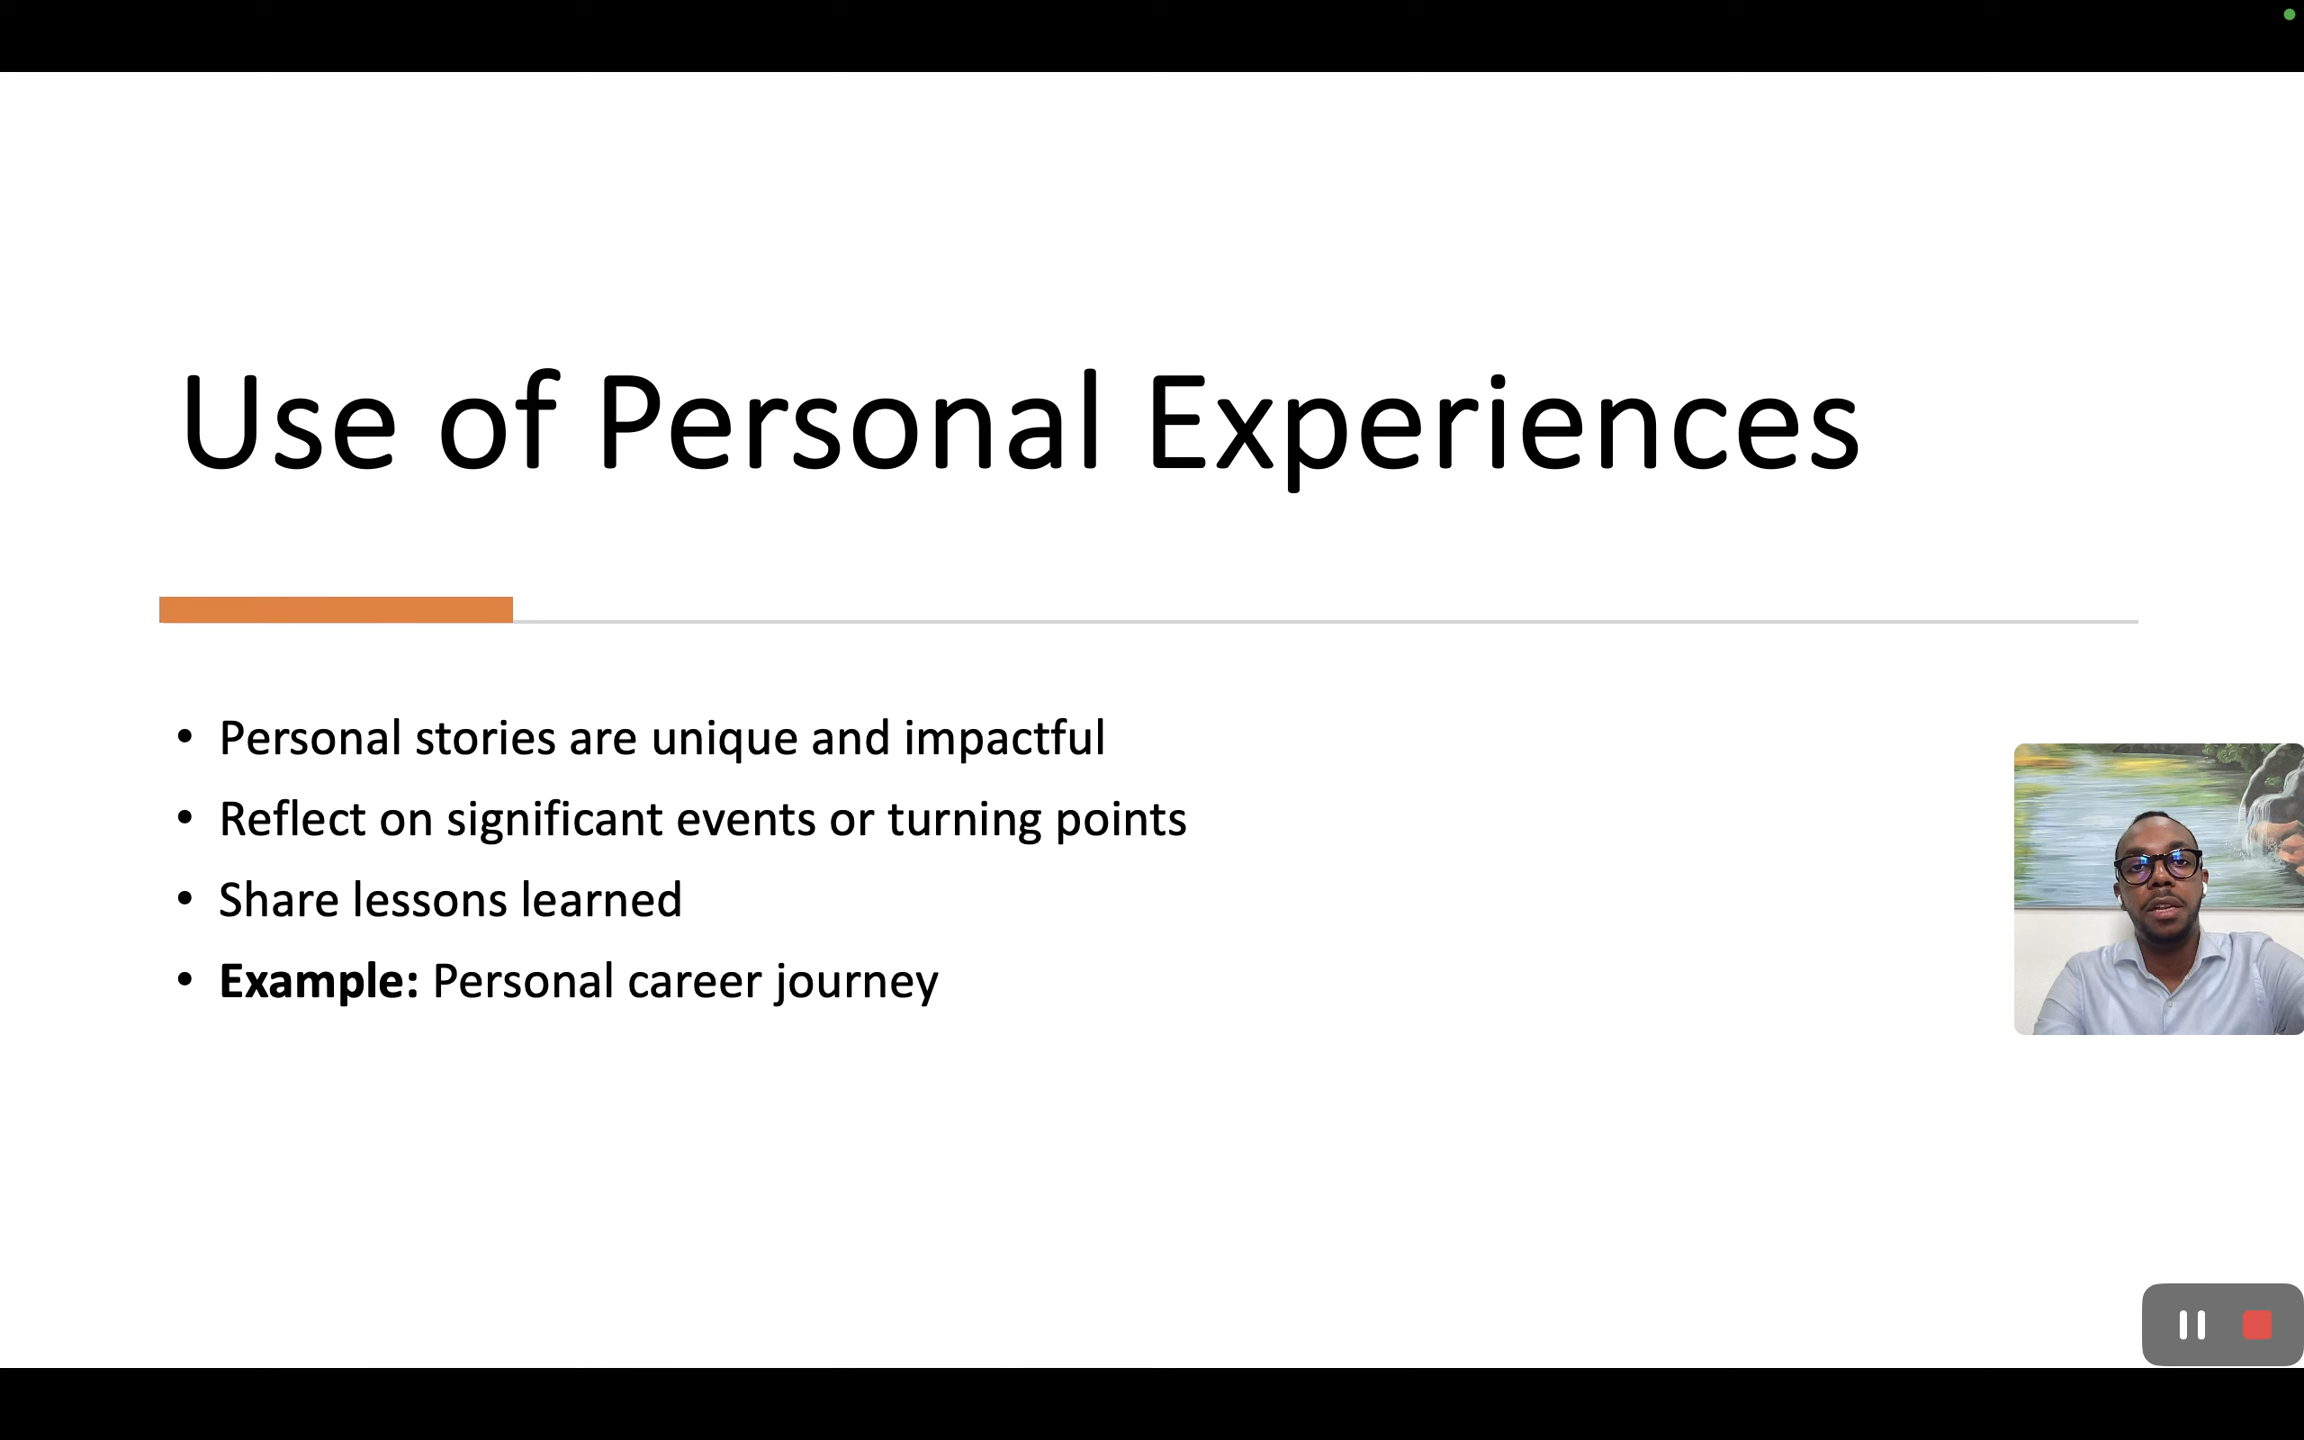 Use of Personal Experiences
• Personal stories are unique and impactful
• Reflect on significant events or turning points
• Share lessons learned
• Example: Personal career journey